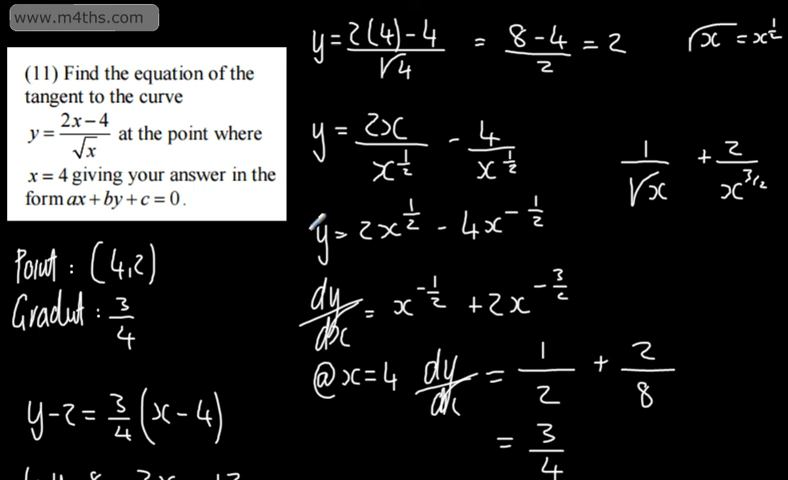 www.m4ths.com
(11) Find the equation of the
tangent to the curve
y = (2x − 4)/√x at the point where
x = 4 giving your answer in the
form ax + by + c = 0.
Point : (4,2)
Gradient : 3/4
y − 2 = 3/4 (x − 4)
y = (2(4) − 4)/√4 = (8 − 4)/2 = 2
√x = x^(1/2)
y = 2x/x^(1/2) − 4/x^(1/2)
1/√x + 2/x^(3/2)
y = 2x^(1/2) − 4x^(−1/2)
dy/dx = x^(−1/2) + 2x^(−3/2)
@x=4 dy/dx = 1/2 + 2/8
= 3/4